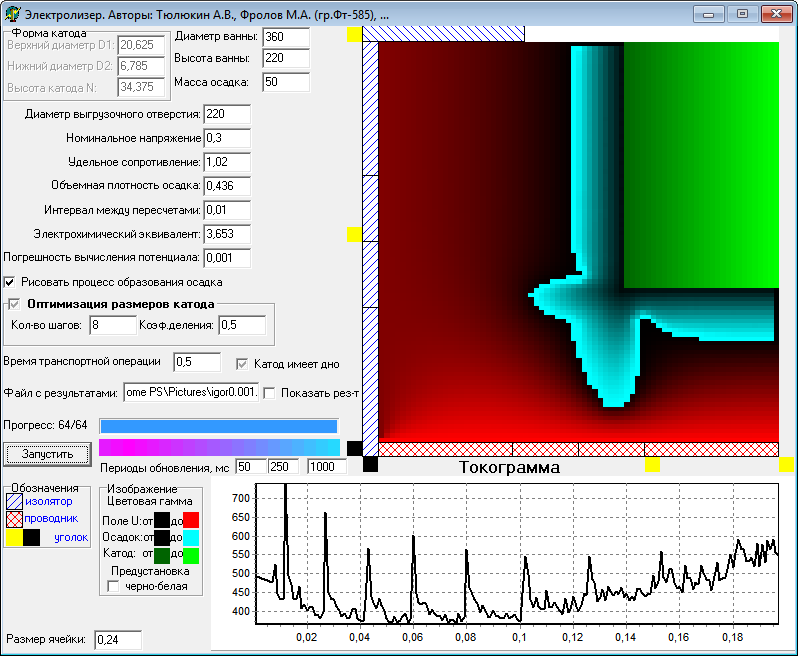 Электролизер. Авторы: Тюлюкин А.В., Фролов М.А. (гр.Фт-585), ...
Форма катода
Верхний диаметр D1: 20,625
Нижний диаметр D2: 6,785
Высота катода N: 34,375
Диаметр ванны: 360
Высота ванны: 220
Масса осадка: 50
Диаметр выгрузочного отверстия: 220
Номинальное напряжение 0,3
Удельное сопротивление: 1,02
Объемная плотность осадка: 0,436
Интервал между пересчетами: 0,01
Электрохимический эквивалент: 3,653
Погрешность вычисления потенциала: 0,001
Рисовать процесс образования осадка
Оптимизация размеров катода
Кол-во шагов: 8 Коэф.деления: 0,5
Время транспортной операции 0,5 Катод имеет дно
Файл с результатами: ome PS\Pictures\igor0.001. Показать рез-т
Прогресс: 64/64
Запустить
Периоды обновления, мс 50 250 1000
Обозначения
изолятор
проводник
уголок
Изображение
Цветовая гамма
Поле U: от до
Осадок: от до
Катод: от до
Предустановка
черно-белая
Размер ячейки: 0,24
Токограмма
700
650
600
550
500
450
400
0,02 0,04 0,06 0,08 0,1 0,12 0,14 0,16 0,18